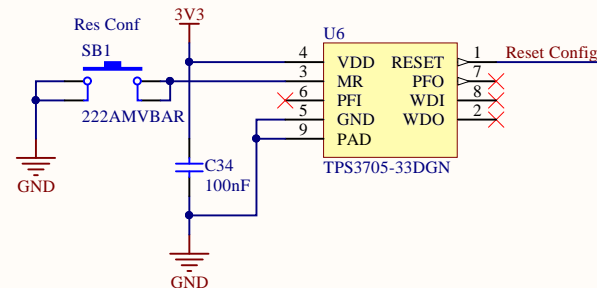 3V3
Res Conf
SB1
222AMVBAR
GND
C34
100nF
GND
U6
4 VDD RESET 1 Reset Config
3 MR PFO 7
6 PFI WDI 8
5 GND WDO 2
9 PAD
TPS3705-33DGN